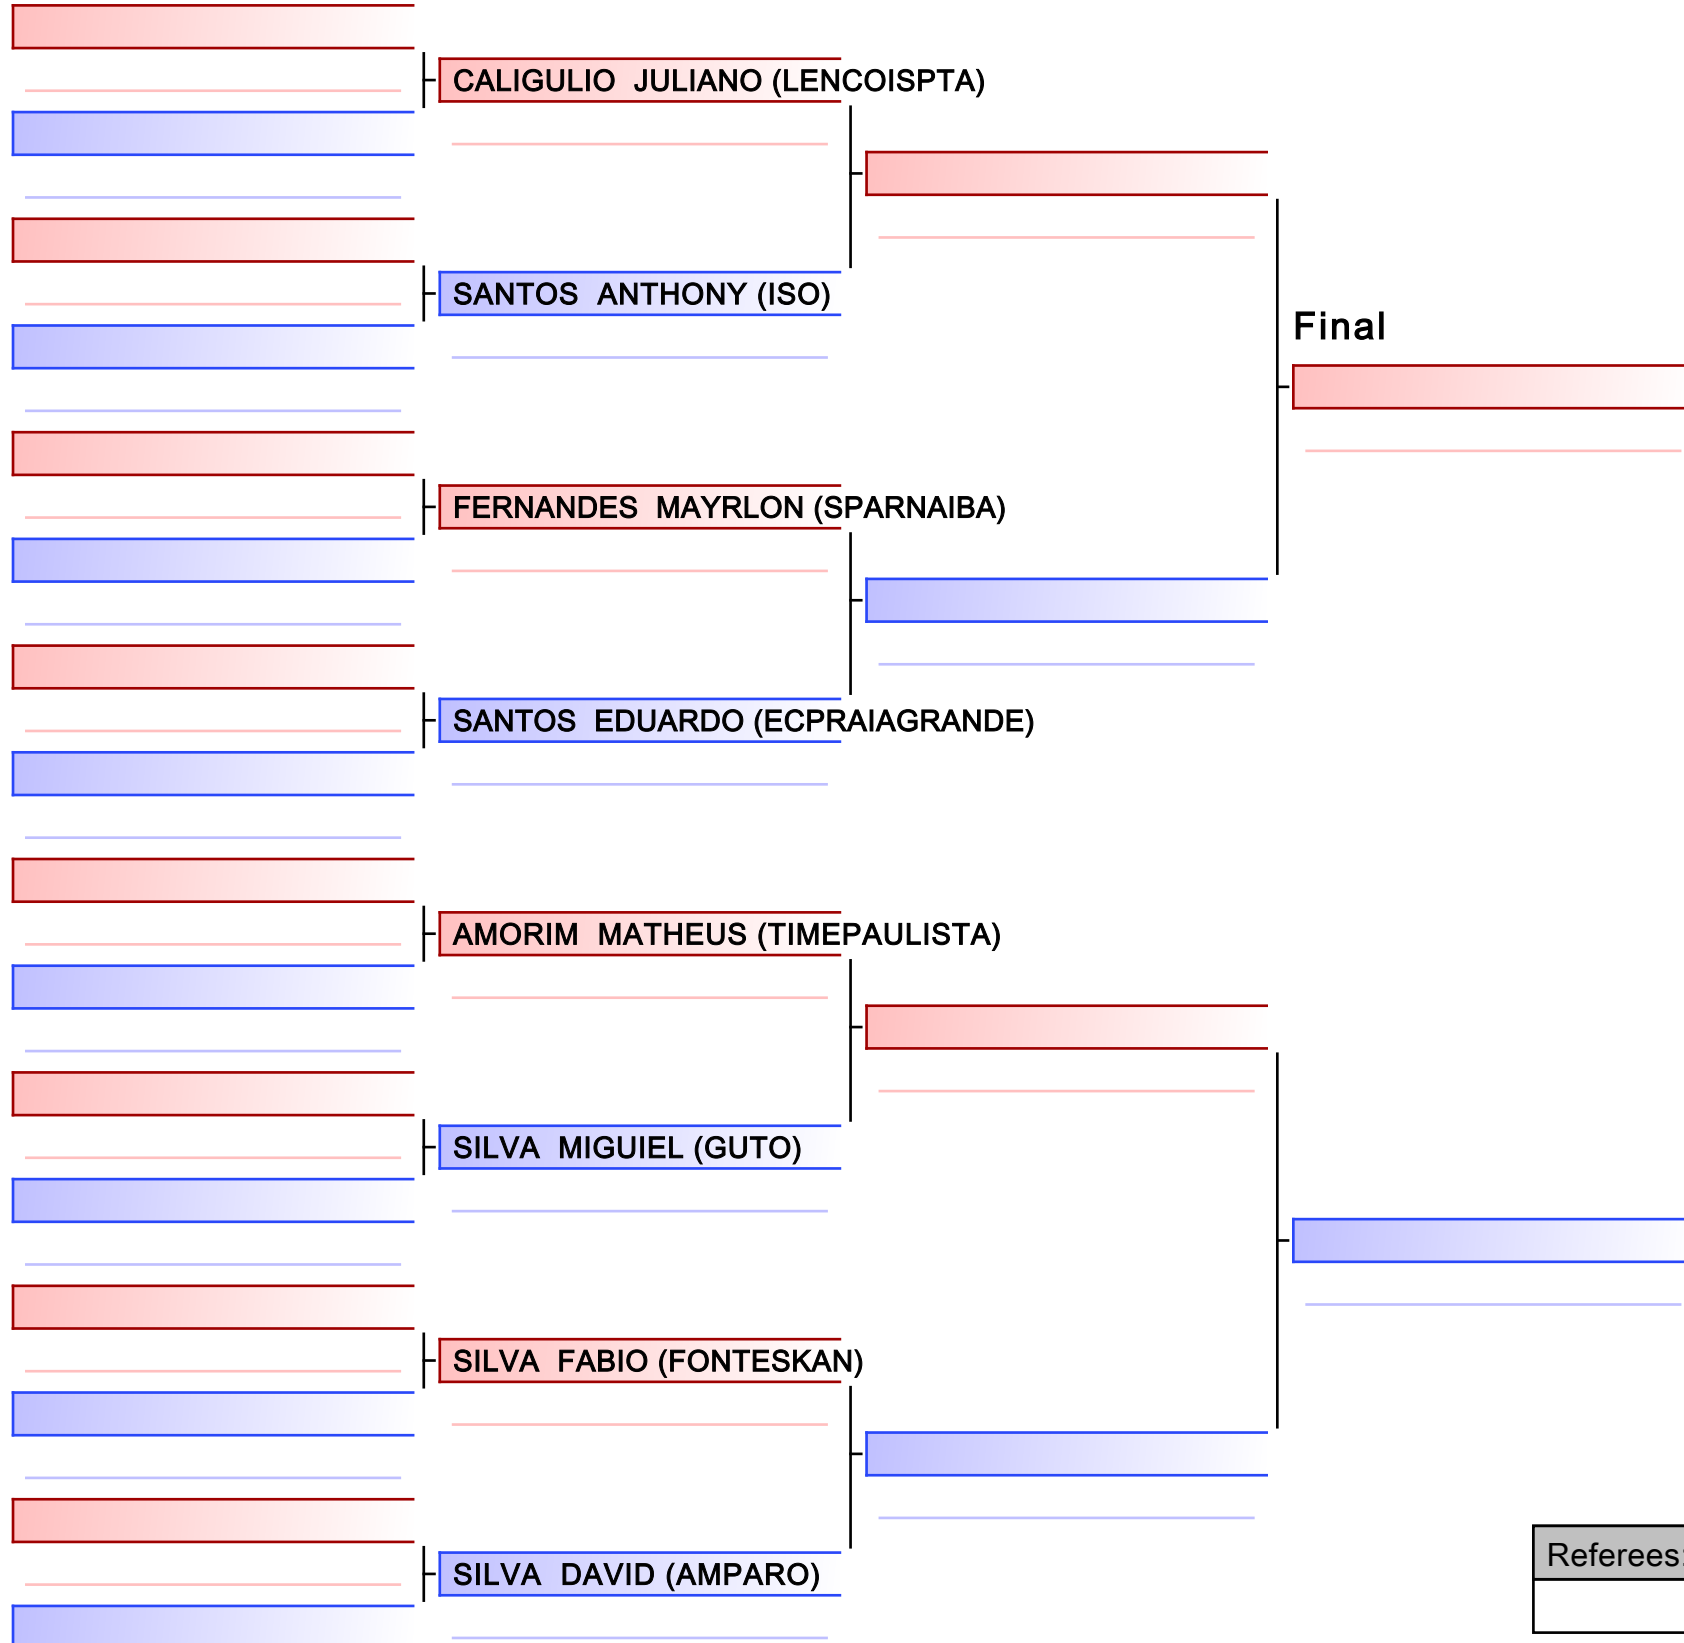 CALIGULIO JULIANO (LENCOISPTA)
SANTOS ANTHONY (ISO)
Final
FERNANDES MAYRLON (SPARNAIBA)
SANTOS EDUARDO (ECPRAIAGRANDE)
AMORIM MATHEUS (TIMEPAULISTA)
SILVA MIGUIEL (GUTO)
SILVA FABIO (FONTESKAN)
SILVA DAVID (AMPARO)
Referees: